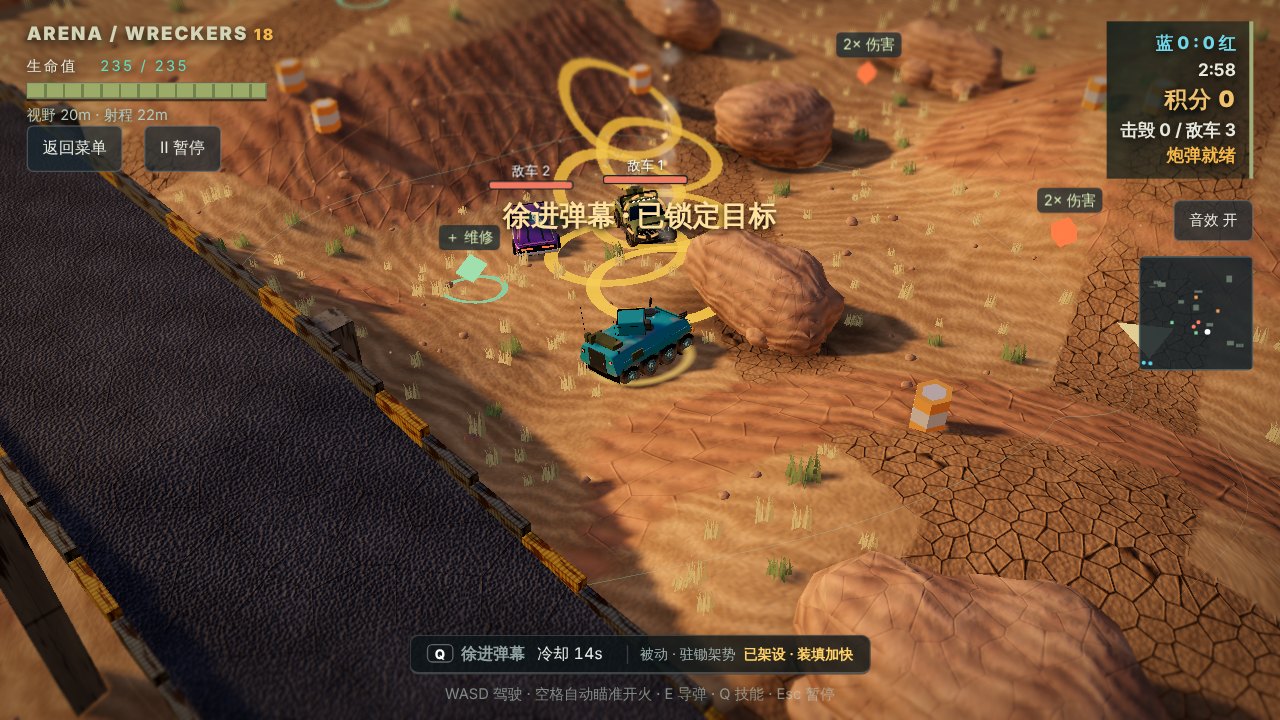 ARENA / WRECKERS 18
生命值 235 / 235
视野 20m · 射程 22m
返回菜单
II 暂停
2× 伤害
蓝 0 : 0 红
2:58
积分 0
击毁 0 / 敌车 3
炮弹就绪
敌车 2
敌车 1
徐进弹幕 · 已锁定目标
2× 伤害
音效 开
+ 维修
Q 徐进弹幕 冷却 14s 被动 · 驻锄架势 已架设 · 装填加快
WASD 驾驶 · 空格自动瞄准开火 · E 导弹 · Q 技能 · Esc 暂停